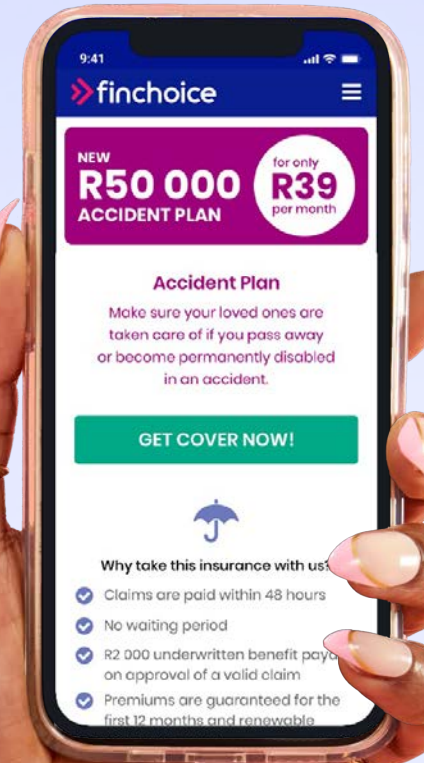 9:41
finchoice
NEW
R50 000
ACCIDENT PLAN
for only
R39
per month
Accident Plan
Make sure your loved ones are
taken care of if you pass away
or become permanently disabled
in an accident.
GET COVER NOW!
Why take this insurance with us?
Claims are paid within 48 hours
No waiting period
R2 000 underwritten benefit
on approval of a valid claim
Premiums are guaranteed for the
first 12 months and renewable